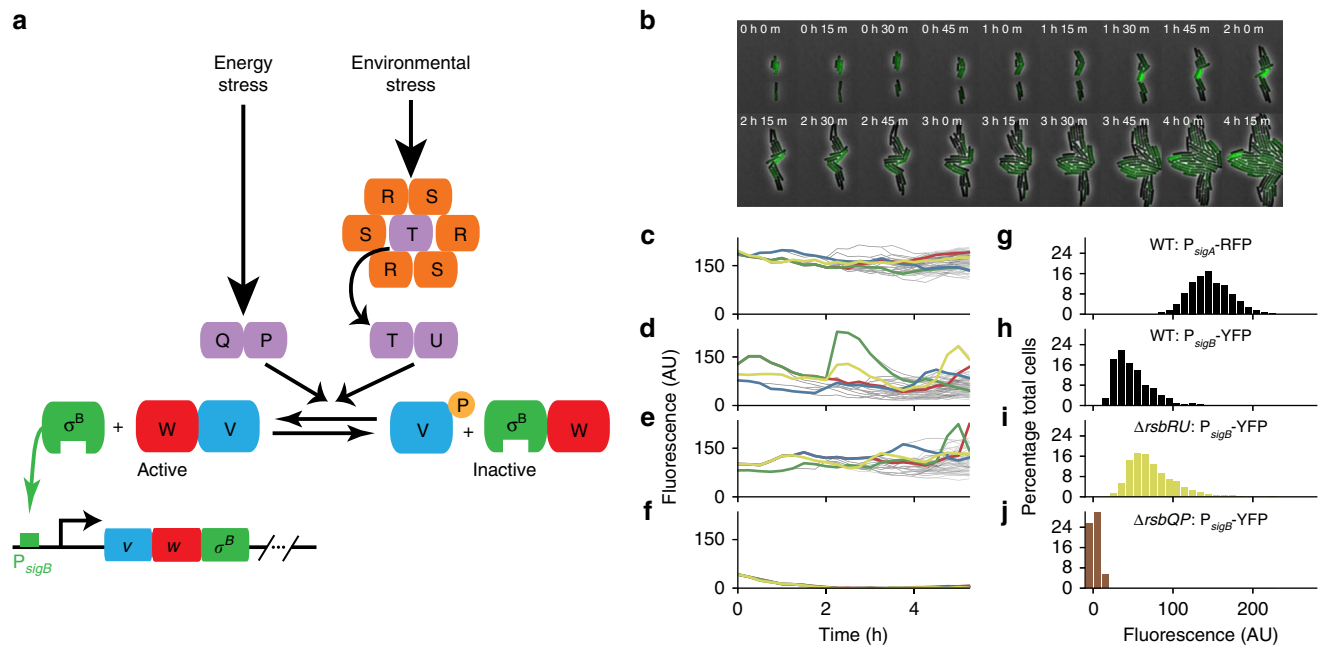 a
Energy stress
Environmental stress
R S
S T R
R S
Q P
T U
P
σB + W V
V + σB W
Active
Inactive
v w σB ...
PsigB
b
0 h 0 m 0 h 15 m 0 h 30 m 0 h 45 m 1 h 0 m 1 h 15 m 1 h 30 m 1 h 45 m 2 h 0 m
2 h 15 m 2 h 30 m 2 h 45 m 3 h 0 m 3 h 15 m 3 h 30 m 3 h 45 m 4 h 0 m 4 h 15 m
c
150
0
d
150
0
e
150
0
f
150
0
0 2 4
Time (h)
Fluorescence (AU)
g
WT: PsigA-RFP
24
16
8
0
h
WT: PsigB-YFP
24
16
8
0
i
ΔrsbRU: PsigB-YFP
24
16
8
0
j
ΔrsbQP: PsigB-YFP
24
16
8
0
0 100 200
Fluorescence (AU)
Percentage total cells